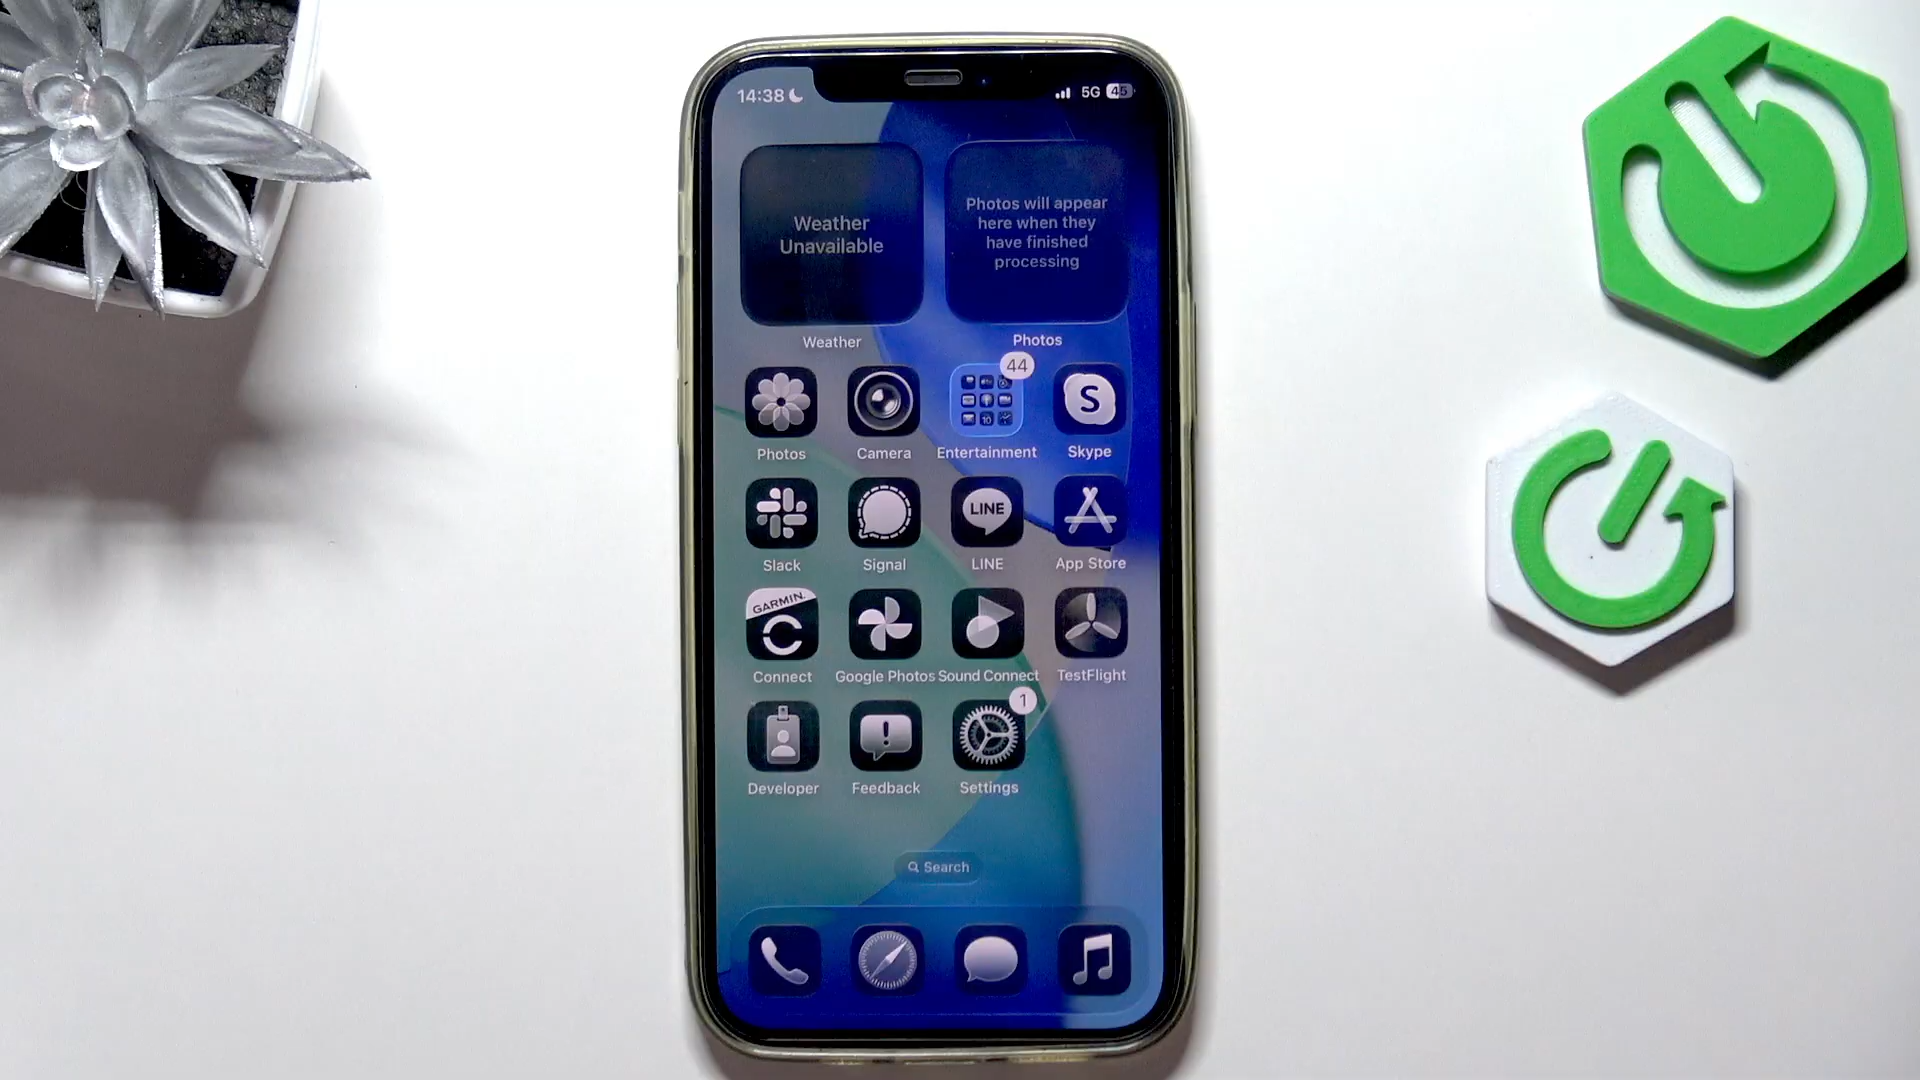 14:38
5G 45
Weather
Unavailable
Photos will appear
here when they
have finished
processing
Weather
Photos
44
Photos
Camera
Entertainment
S
Skype
10
LINE
Slack
Signal
LINE
App Store
GARMIN.
Connect
Google Photos
Sound Connect
TestFlight
1
Developer
Feedback
Settings
Search